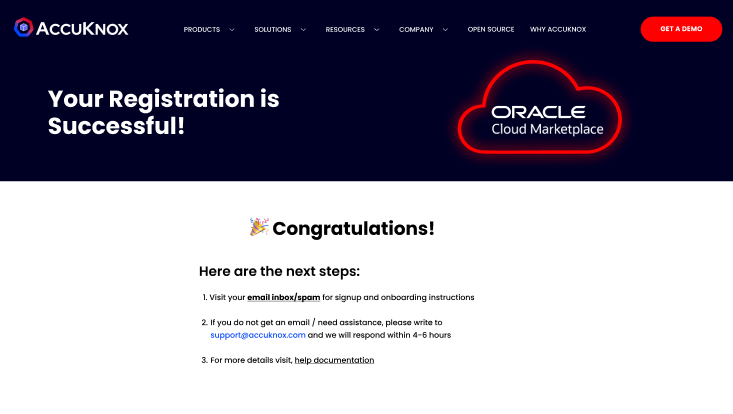 ACCUKNOX
PRODUCTS
SOLUTIONS
RESOURCES
COMPANY
OPEN SOURCE
WHY ACCUKNOX
GET A DEMO
Your Registration is
Successful!
ORACLE
Cloud Marketplace
Congratulations!
Here are the next steps:
1. Visit your email inbox/spam for signup and onboarding instructions
2. If you do not get an email / need assistance, please write to
support@accuknox.com and we will respond within 4-6 hours
3. For more details visit, help documentation